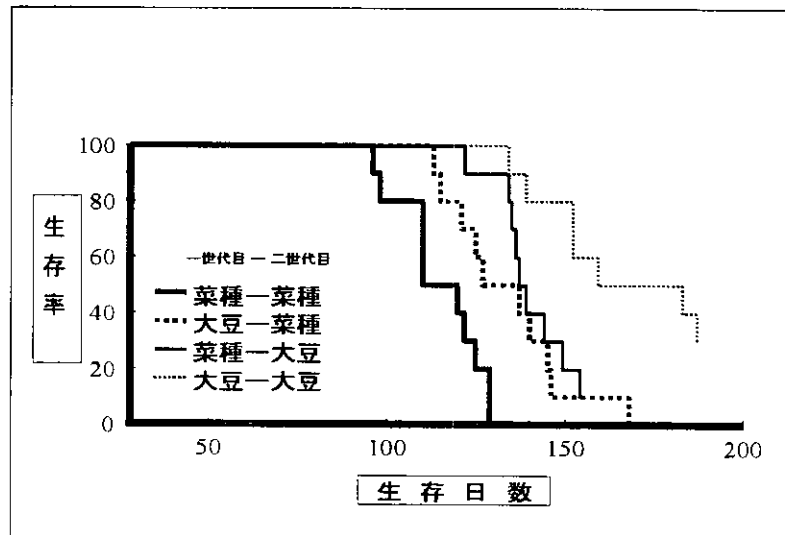 100
80
60
40
20
0
生存率
一世代目 — 二世代目
菜種—菜種
大豆—菜種
菜種—大豆
大豆—大豆
50 100 150 200
生存日数